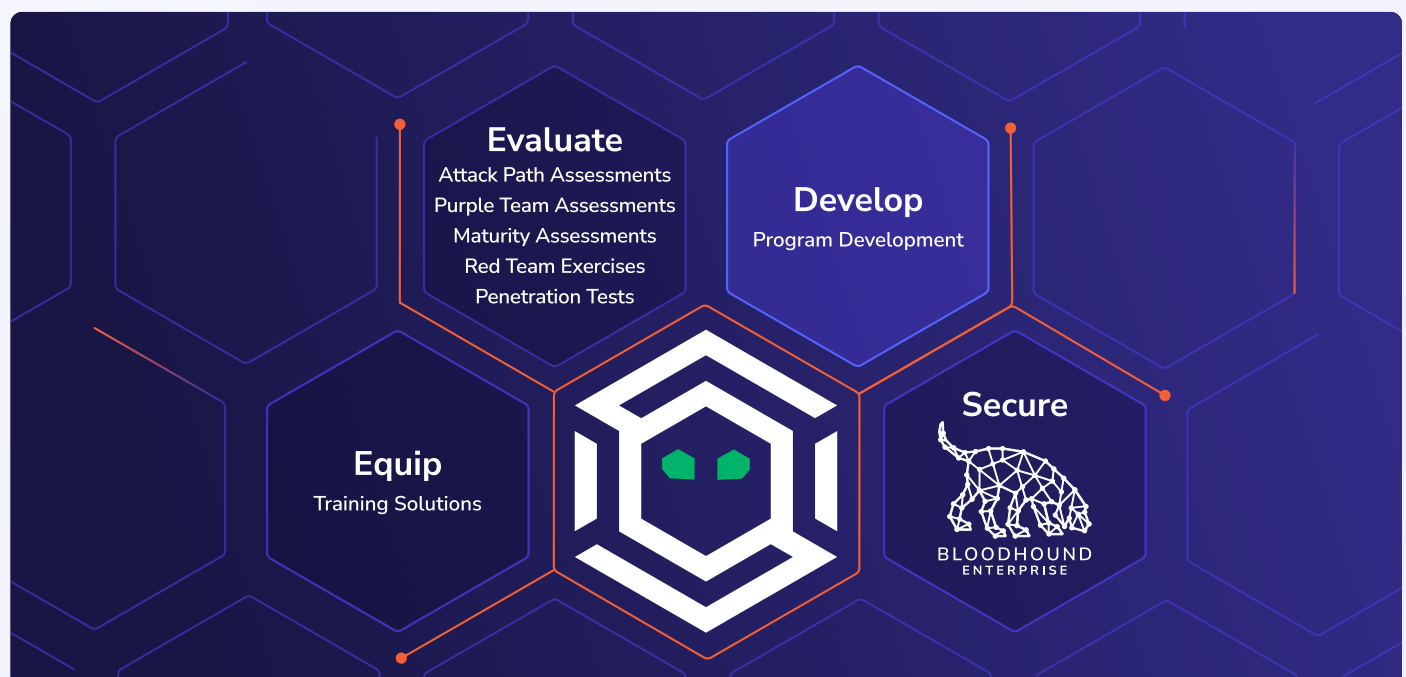 Evaluate
Attack Path Assessments
Purple Team Assessments
Maturity Assessments
Red Team Exercises
Penetration Tests
Develop
Program Development
Equip
Training Solutions
Secure
BLOODHOUND
ENTERPRISE